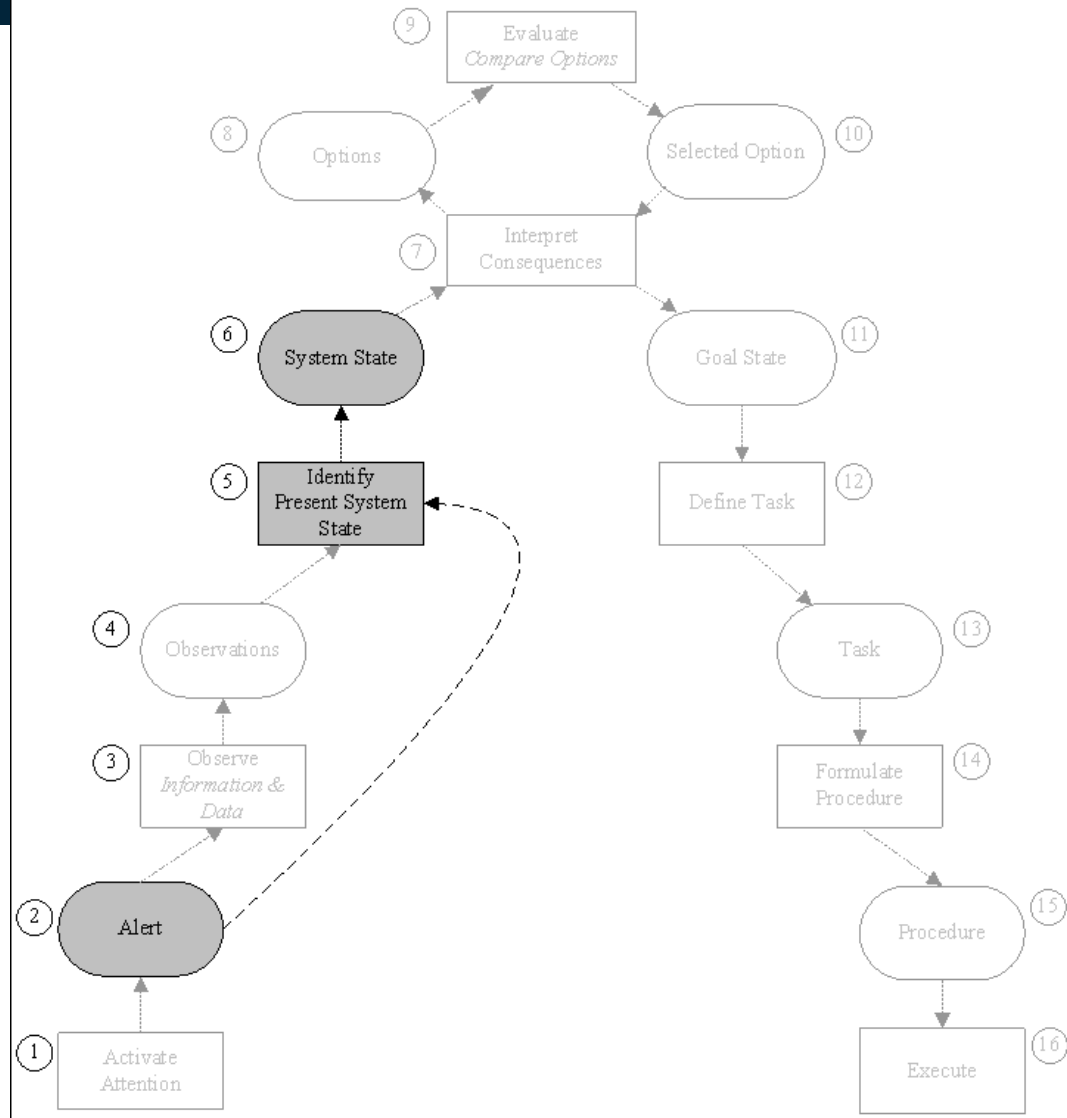 9
Evaluate
Compare Options
8
Options
10
Selected Option
7
Interpret
Consequences
6
System State
11
Goal State
5
Identify
Present System
State
12
Define Task
4
Observations
13
Task
3
Observe
Information &
Data
14
Formulate
Procedure
2
Alert
15
Procedure
1
Activate
Attention
16
Execute